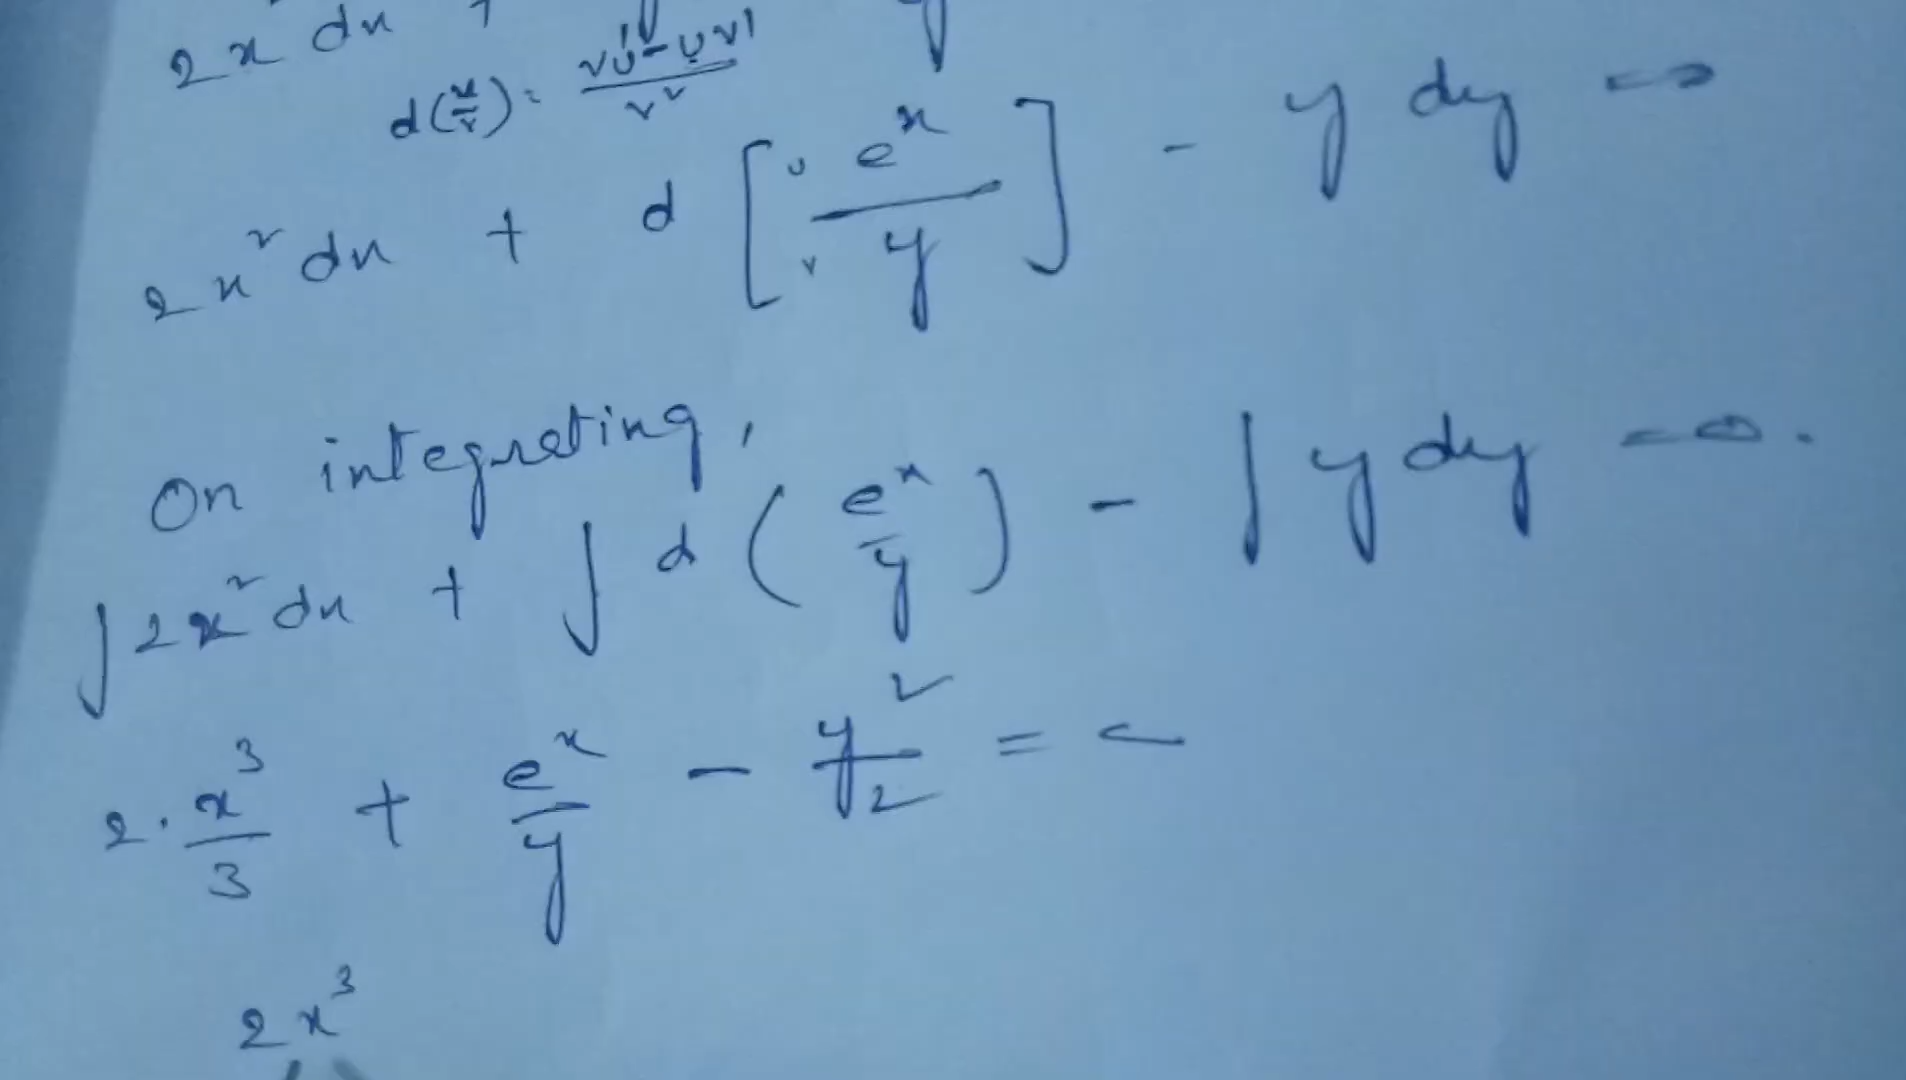 2x dx +
d(u/v) = (vu' - uv')/v²
2x² dx + d [e^x / y] - y dy = 0
On integrating,
∫ 2x² dx + ∫ d (e^x / y) - ∫ y dy = 0.
2 . x³/3 + e^x/y - y²/2 = c
2x³